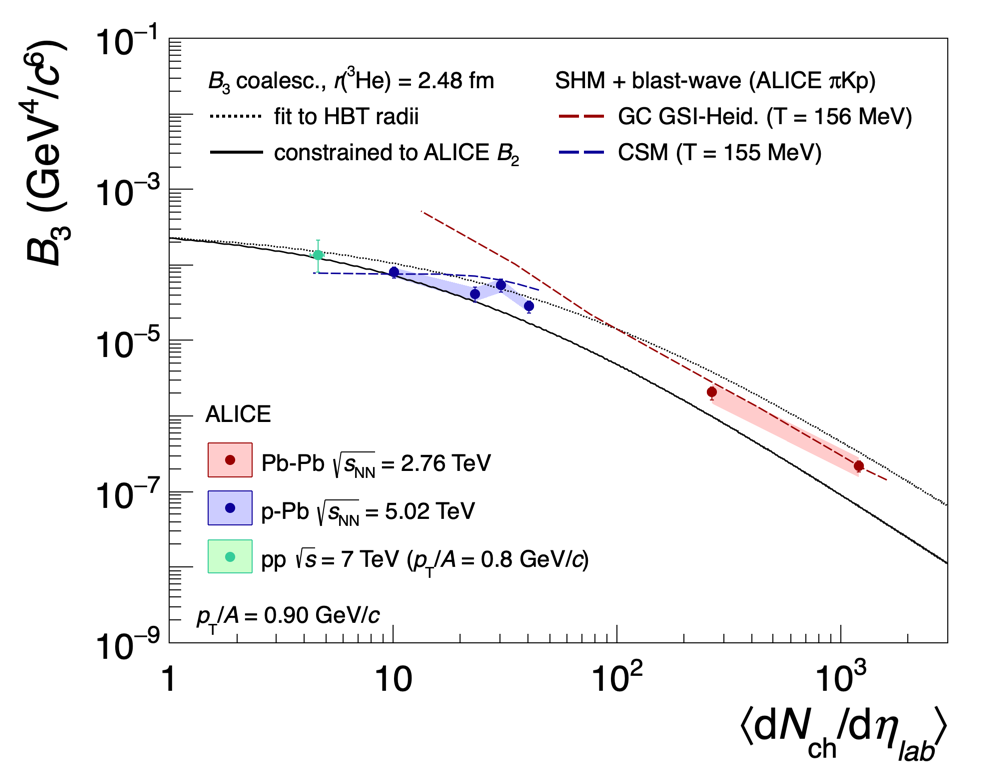 B₃ (GeV⁴/c⁶)
10⁻¹
10⁻³
10⁻⁵
10⁻⁷
10⁻⁹
B₃ coalesc., r(³He) = 2.48 fm
fit to HBT radii
constrained to ALICE B₂
SHM + blast-wave (ALICE πKp)
GC GSI-Heid. (T = 156 MeV)
CSM (T = 155 MeV)
ALICE
Pb-Pb √sNN = 2.76 TeV
p-Pb √sNN = 5.02 TeV
pp √s = 7 TeV (pT/A = 0.8 GeV/c)
pT/A = 0.90 GeV/c
1 10 10² 10³
⟨dNch/dηlab⟩